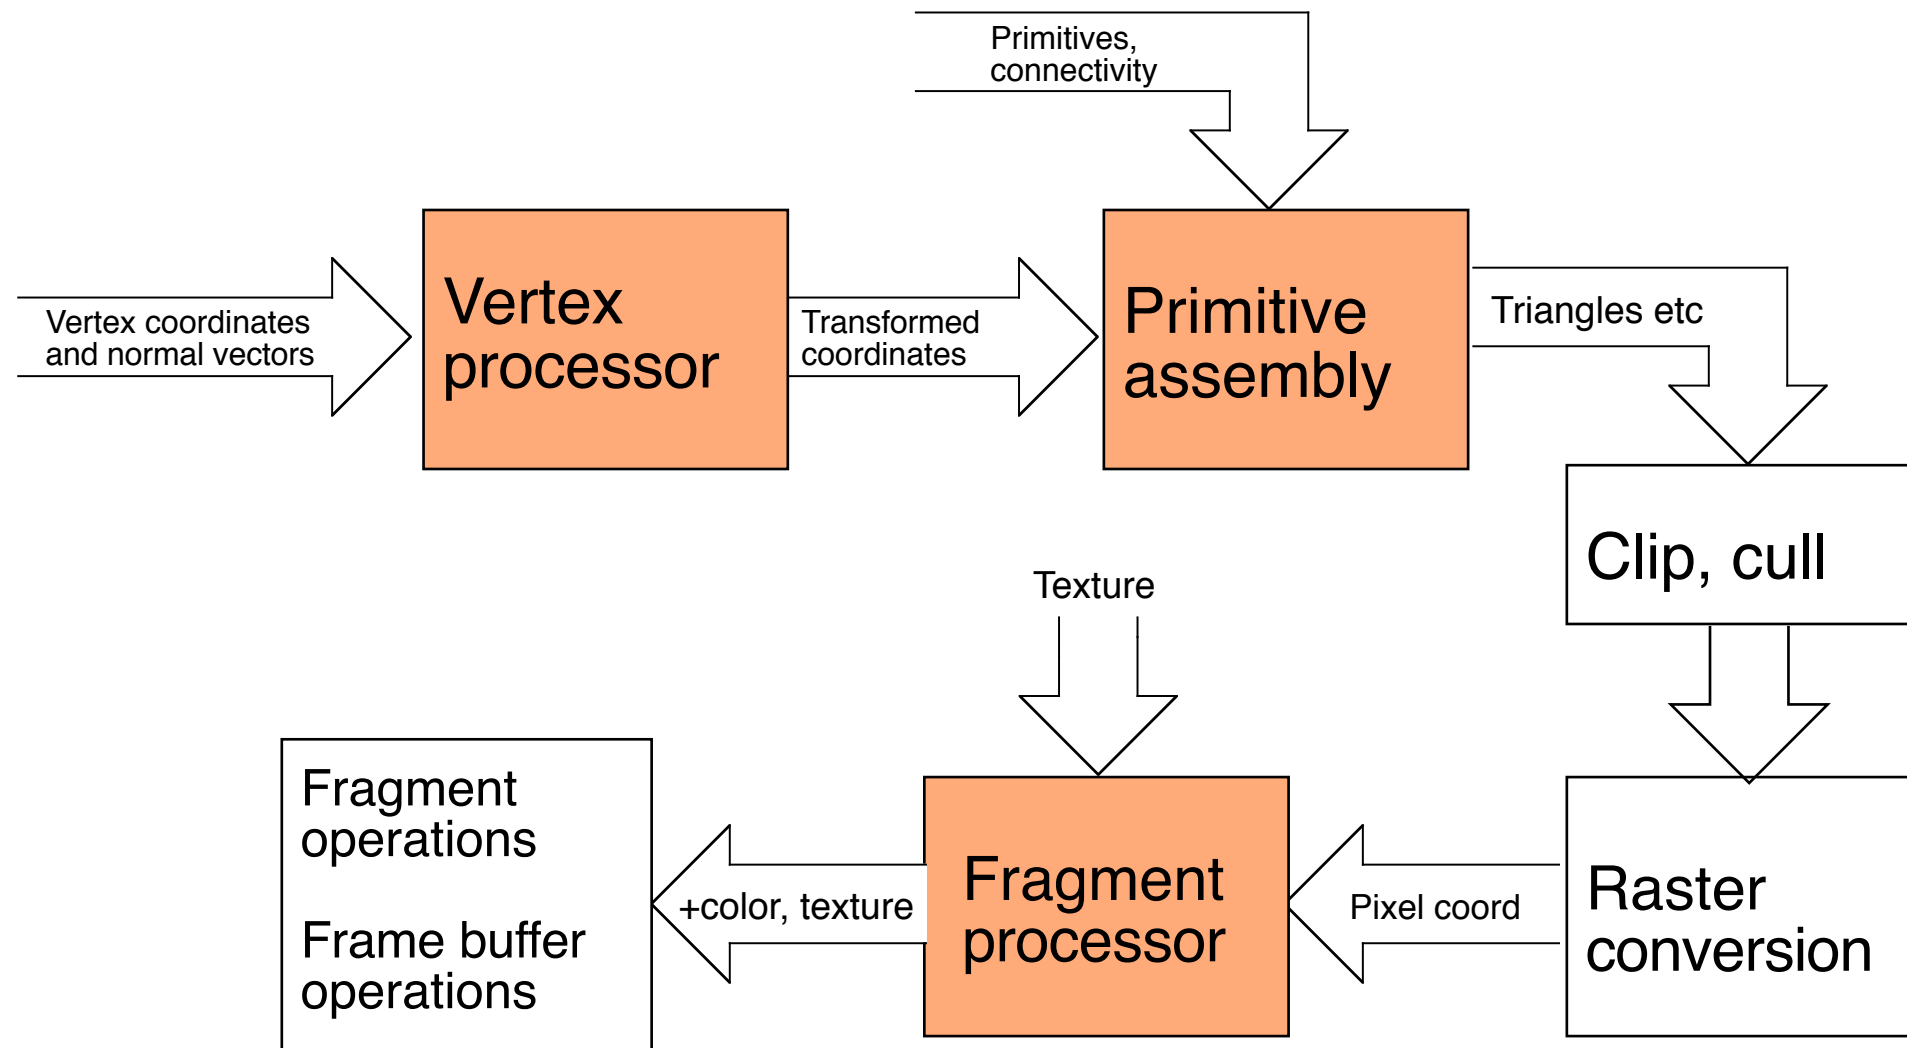 Primitives,
connectivity
Vertex coordinates
and normal vectors
Vertex
processor
Transformed
coordinates
Primitive
assembly
Triangles etc
Clip, cull
Texture
Raster
conversion
Pixel coord
Fragment
processor
+color, texture
Fragment
operations
Frame buffer
operations